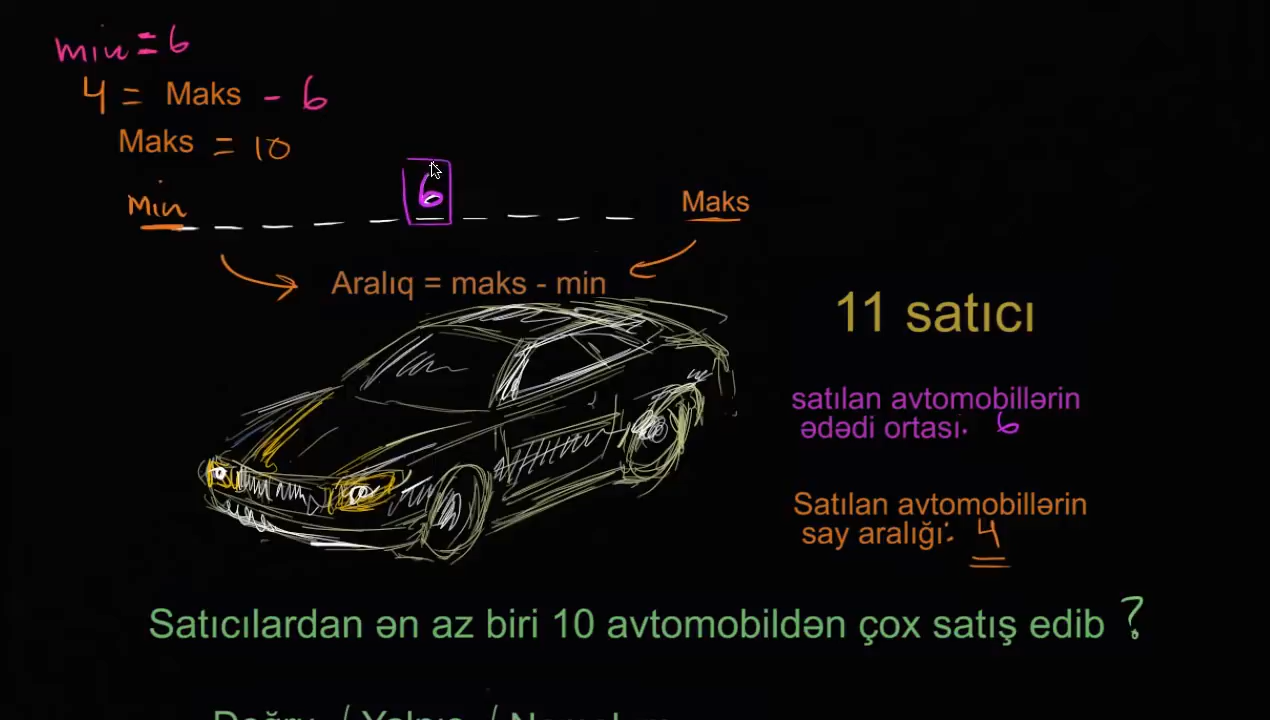 min = 6
4 = Maks - 6
Maks = 10
6
Min
Maks
Aralıq = maks - min
11 satıcı
satılan avtomobillərin
ədədi ortası: 6
Satılan avtomobillərin
say aralığı: 4
Satıcılardan ən az biri 10 avtomobildən çox satış edib ?